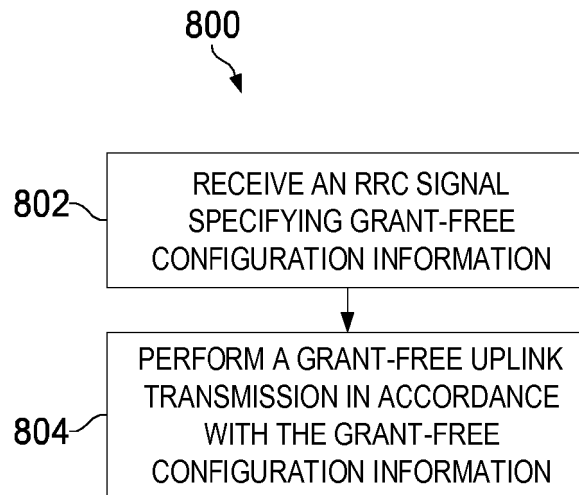 800
802
RECEIVE AN RRC SIGNAL
SPECIFYING GRANT-FREE
CONFIGURATION INFORMATION
804
PERFORM A GRANT-FREE UPLINK
TRANSMISSION IN ACCORDANCE
WITH THE GRANT-FREE
CONFIGURATION INFORMATION